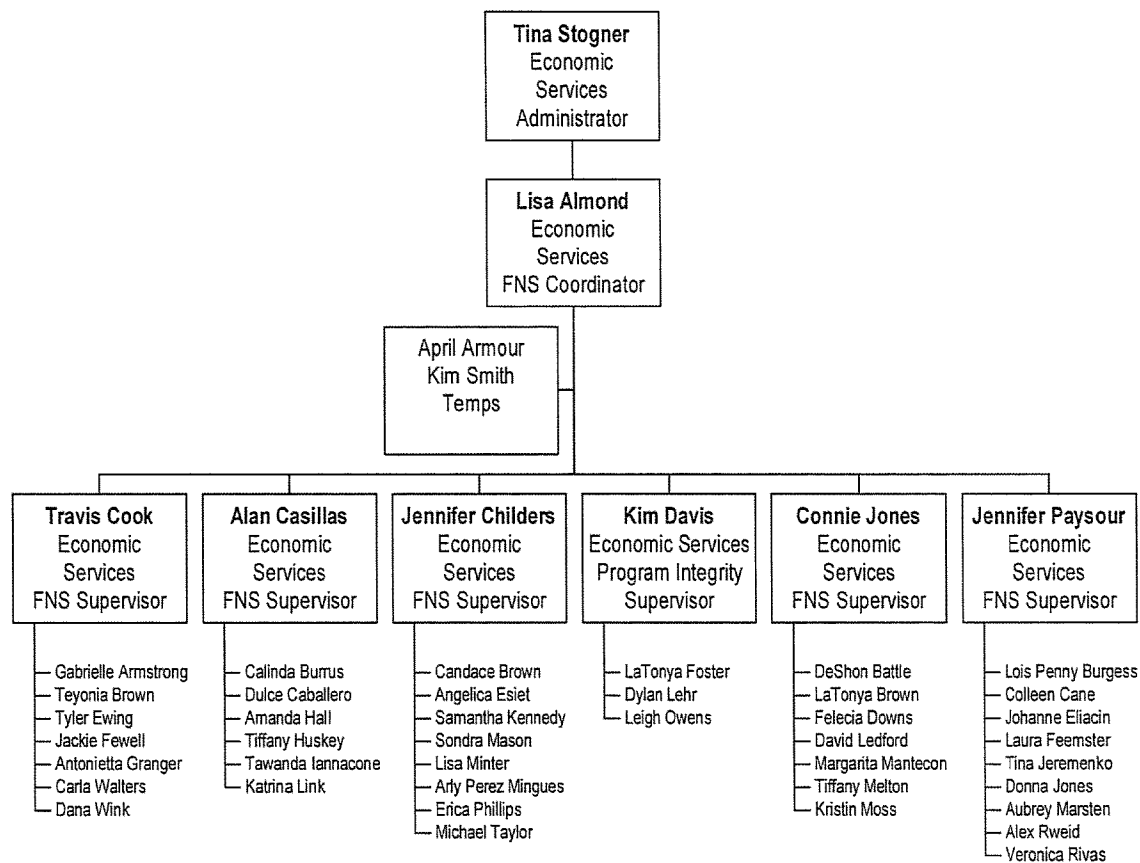 Tina Stogner
Economic
Services
Administrator
Lisa Almond
Economic
Services
FNS Coordinator
April Armour
Kim Smith
Temps
Travis Cook
Economic
Services
FNS Supervisor
Gabrielle Armstrong
Teyonia Brown
Tyler Ewing
Jackie Fewell
Antonietta Granger
Carla Walters
Dana Wink
Alan Casillas
Economic
Services
FNS Supervisor
Calinda Burrus
Dulce Caballero
Amanda Hall
Tiffany Huskey
Tawanda Iannacone
Katrina Link
Jennifer Childers
Economic
Services
FNS Supervisor
Candace Brown
Angelica Esiet
Samantha Kennedy
Sondra Mason
Lisa Minter
Arly Perez Mingues
Erica Phillips
Michael Taylor
Kim Davis
Economic Services
Program Integrity
Supervisor
LaTonya Foster
Dylan Lehr
Leigh Owens
Connie Jones
Economic
Services
FNS Supervisor
DeShon Battle
LaTonya Brown
Felecia Downs
David Ledford
Margarita Mantecon
Tiffany Melton
Kristin Moss
Jennifer Paysour
Economic
Services
FNS Supervisor
Lois Penny Burgess
Colleen Cane
Johanne Eliacin
Laura Feemster
Tina Jeremenko
Donna Jones
Aubrey Marsten
Alex Rweid
Veronica Rivas